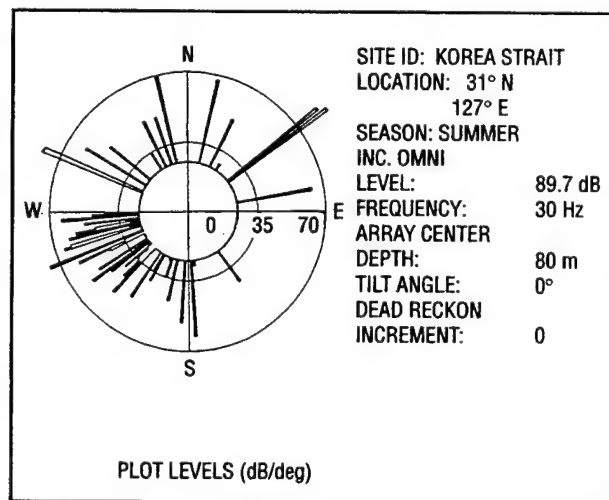 N
W
E
S
0 35 70
SITE ID: KOREA STRAIT
LOCATION: 31° N
127° E
SEASON: SUMMER
INC. OMNI
LEVEL: 89.7 dB
FREQUENCY: 30 Hz
ARRAY CENTER
DEPTH: 80 m
TILT ANGLE: 0°
DEAD RECKON
INCREMENT: 0
PLOT LEVELS (dB/deg)